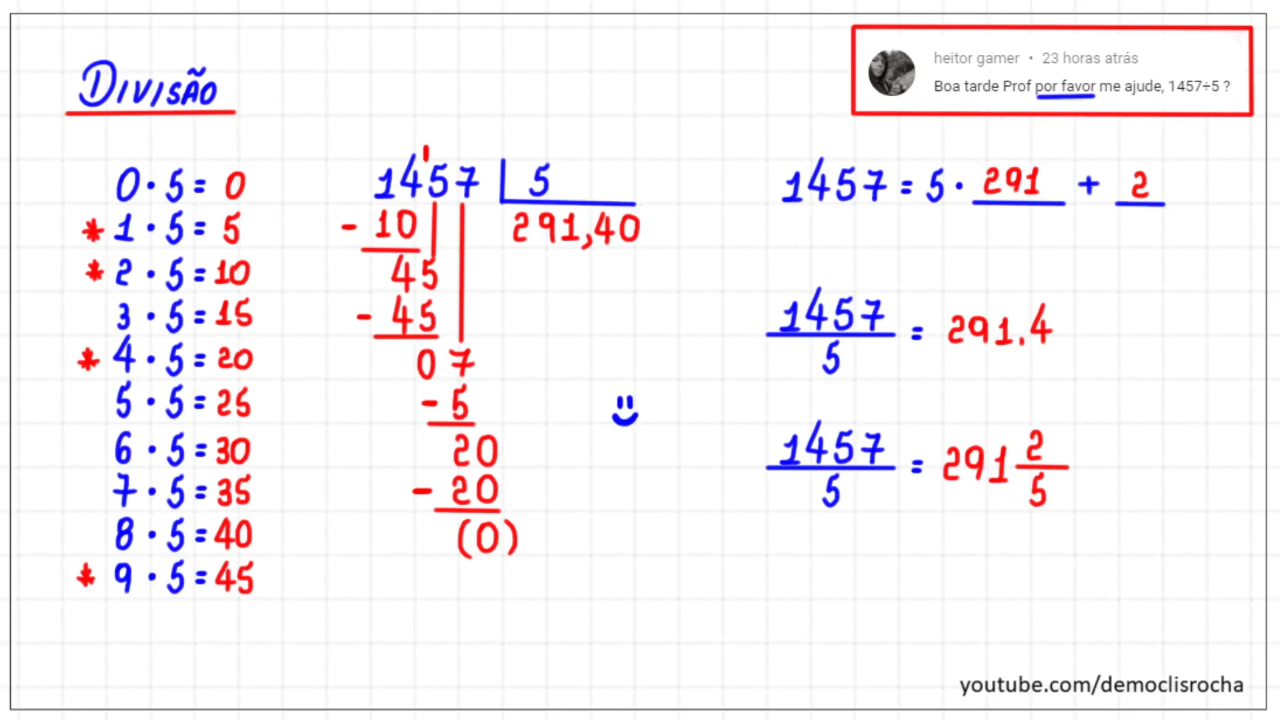 DIVISÃO
heitor gamer • 23 horas atrás
Boa tarde Prof por favor me ajude, 1457÷5 ?
0 · 5 = 0
* 1 · 5 = 5
* 2 · 5 = 10
3 · 5 = 15
* 4 · 5 = 20
5 · 5 = 25
6 · 5 = 30
7 · 5 = 35
8 · 5 = 40
* 9 · 5 = 45
1457 | 5
- 10 291,40
45
- 45
0 7
- 5
20
- 20
(0)
1457 = 5 · 291 + 2
1457
5
= 291.4
1457
5
= 291 2/5
youtube.com/democlisrocha